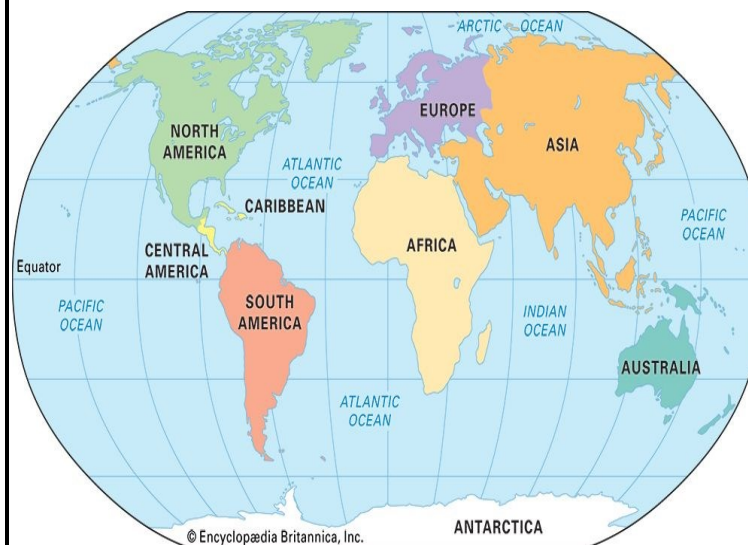 ARCTIC OCEAN
EUROPE
NORTH
AMERICA
ASIA
ATLANTIC
OCEAN
CARIBBEAN
PACIFIC
OCEAN
AFRICA
CENTRAL
AMERICA
Equator
SOUTH
AMERICA
PACIFIC
OCEAN
INDIAN
OCEAN
AUSTRALIA
ATLANTIC
OCEAN
ANTARCTICA
© Encyclopædia Britannica, Inc.